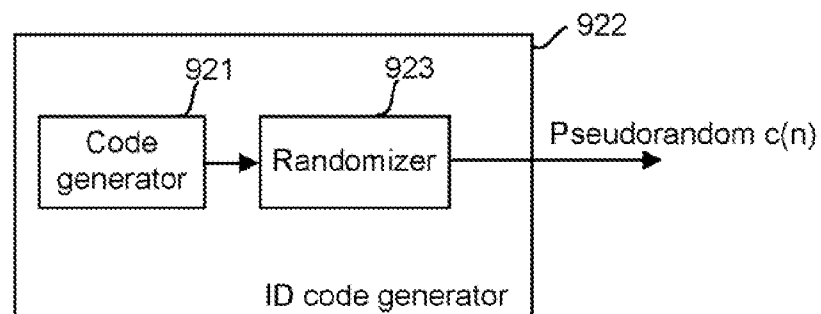 922
921
923
Code
generator
Randomizer
Pseudorandom c(n)
ID code generator